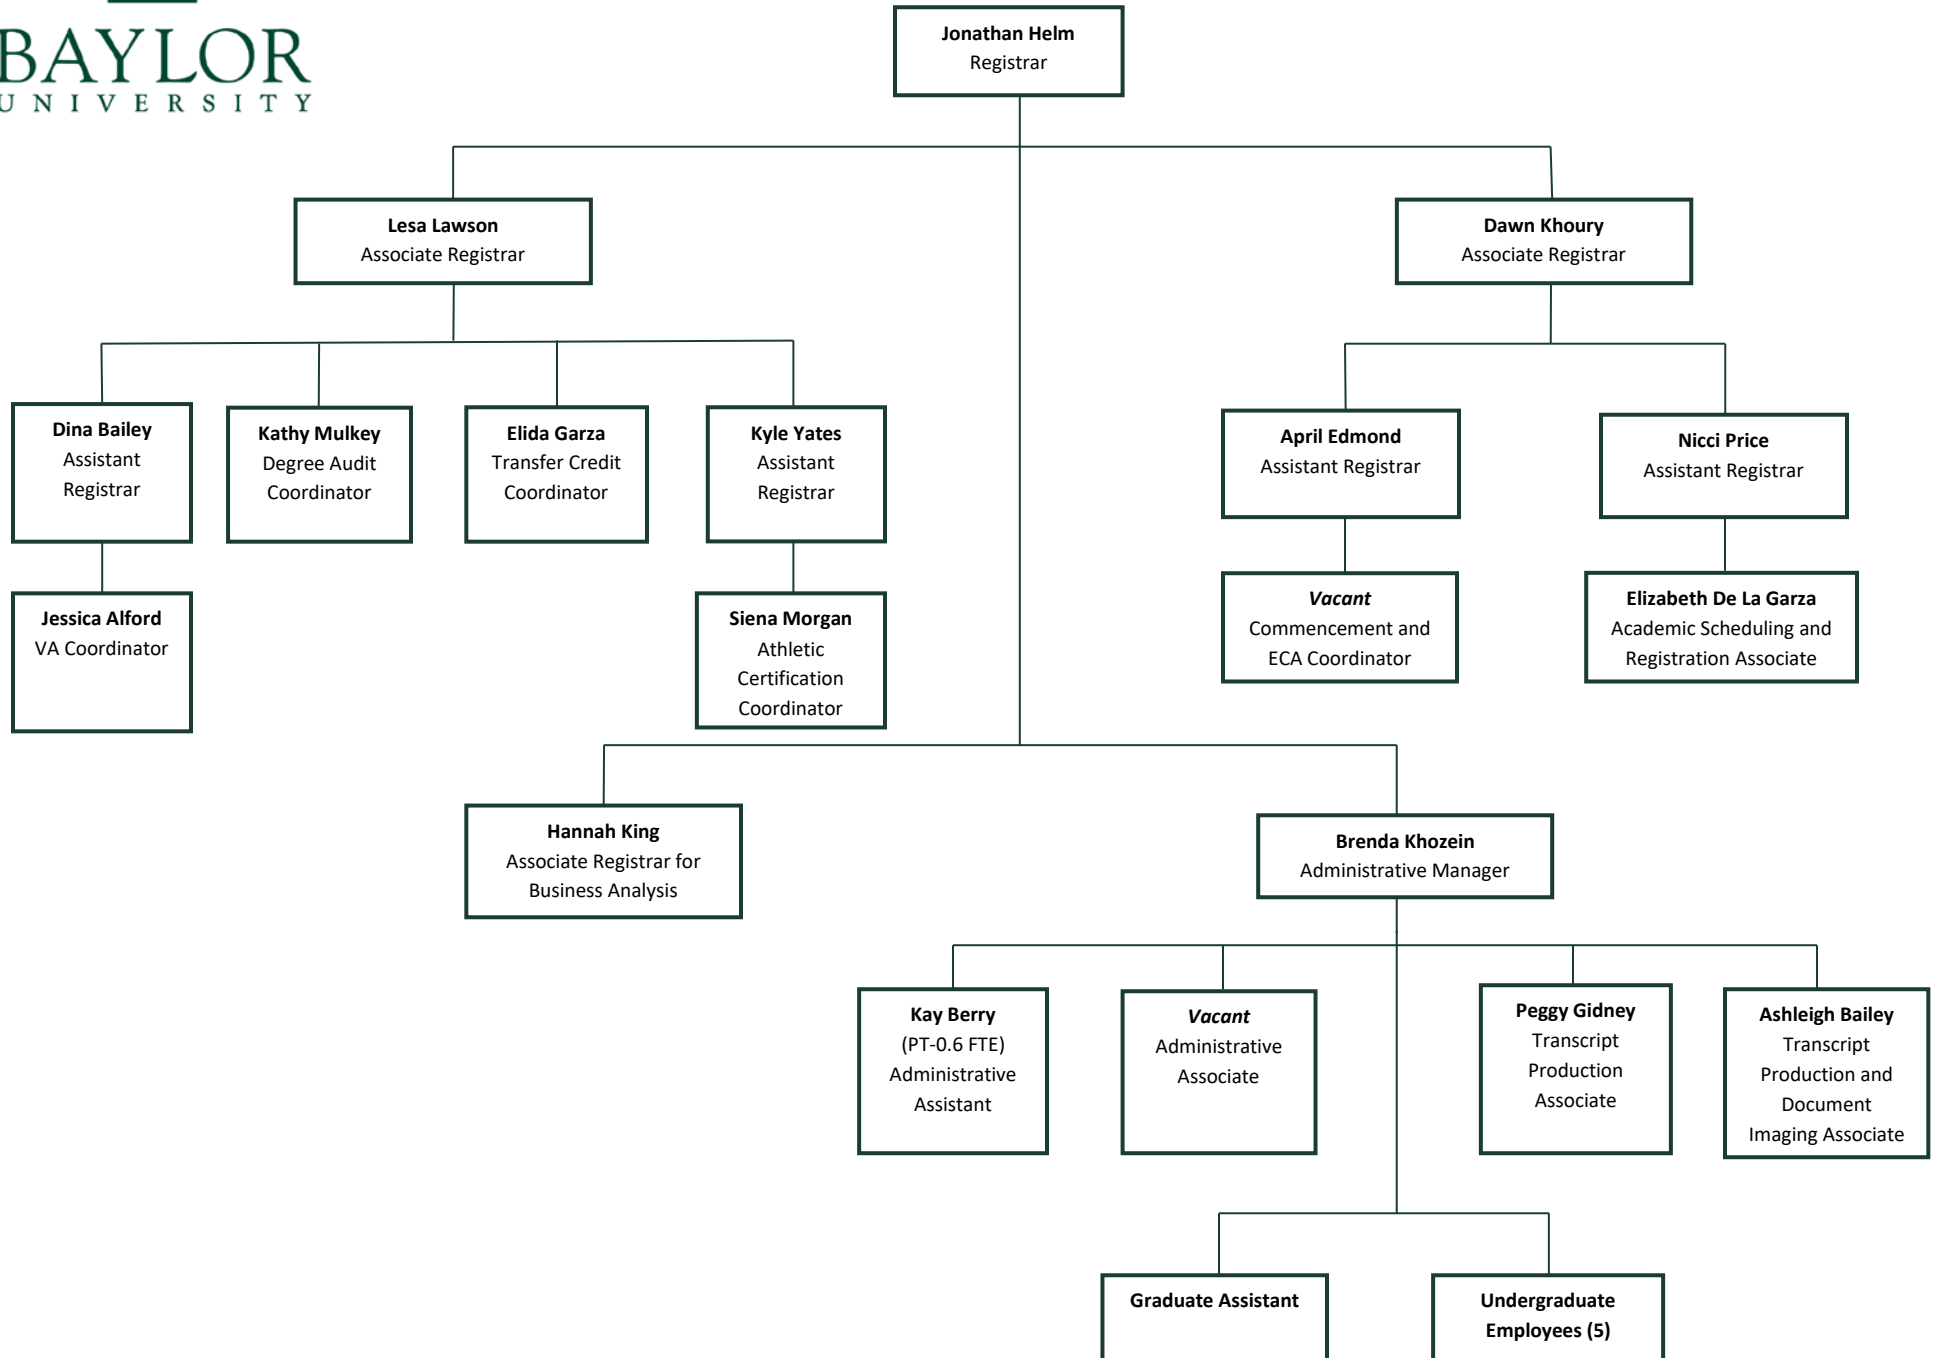 BAYLOR
UNIVERSITY
Jonathan Helm
Registrar
Lesa Lawson
Associate Registrar
Dawn Khoury
Associate Registrar
Dina Bailey
Assistant
Registrar
Kathy Mulkey
Degree Audit
Coordinator
Elida Garza
Transfer Credit
Coordinator
Kyle Yates
Assistant
Registrar
April Edmond
Assistant Registrar
Nicci Price
Assistant Registrar
Jessica Alford
VA Coordinator
Siena Morgan
Athletic
Certification
Coordinator
Vacant
Commencement and
ECA Coordinator
Elizabeth De La Garza
Academic Scheduling and
Registration Associate
Hannah King
Associate Registrar for
Business Analysis
Brenda Khozein
Administrative Manager
Kay Berry
(PT-0.6 FTE)
Administrative
Assistant
Vacant
Administrative
Associate
Peggy Gidney
Transcript
Production
Associate
Ashleigh Bailey
Transcript
Production and
Document
Imaging Associate
Graduate Assistant
Undergraduate
Employees (5)